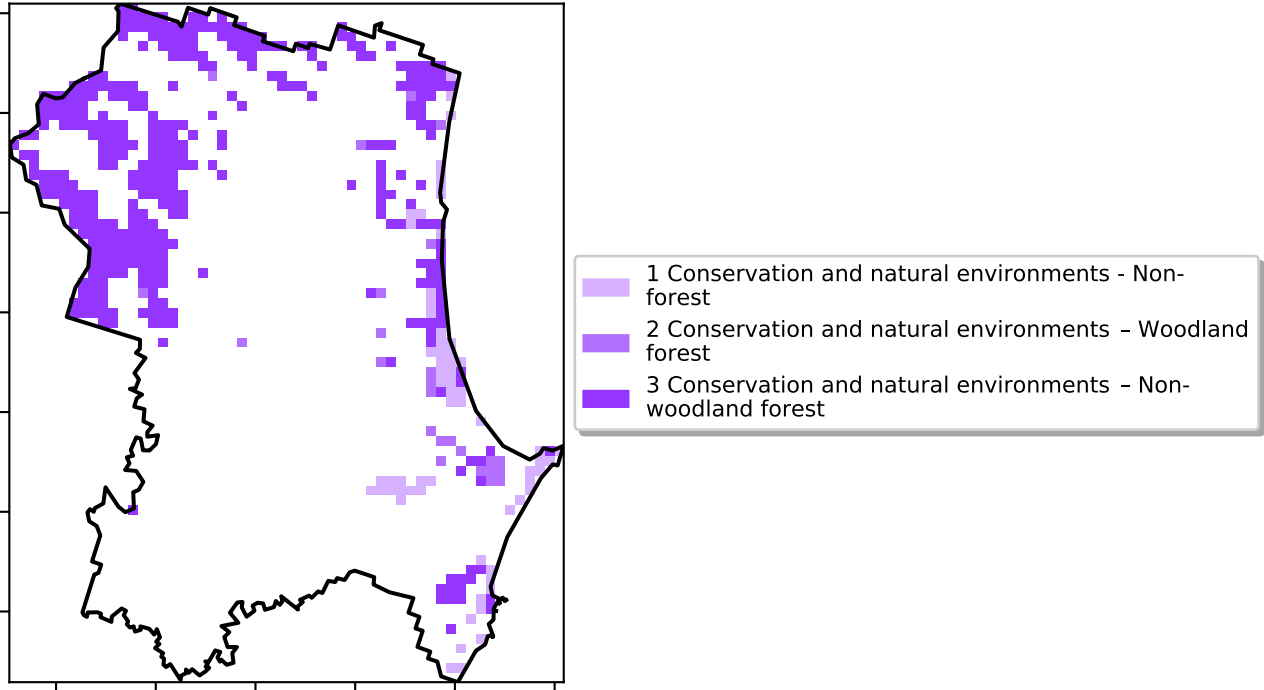 1 Conservation and natural environments - Non-
forest
2 Conservation and natural environments – Woodland
forest
3 Conservation and natural environments – Non-
woodland forest